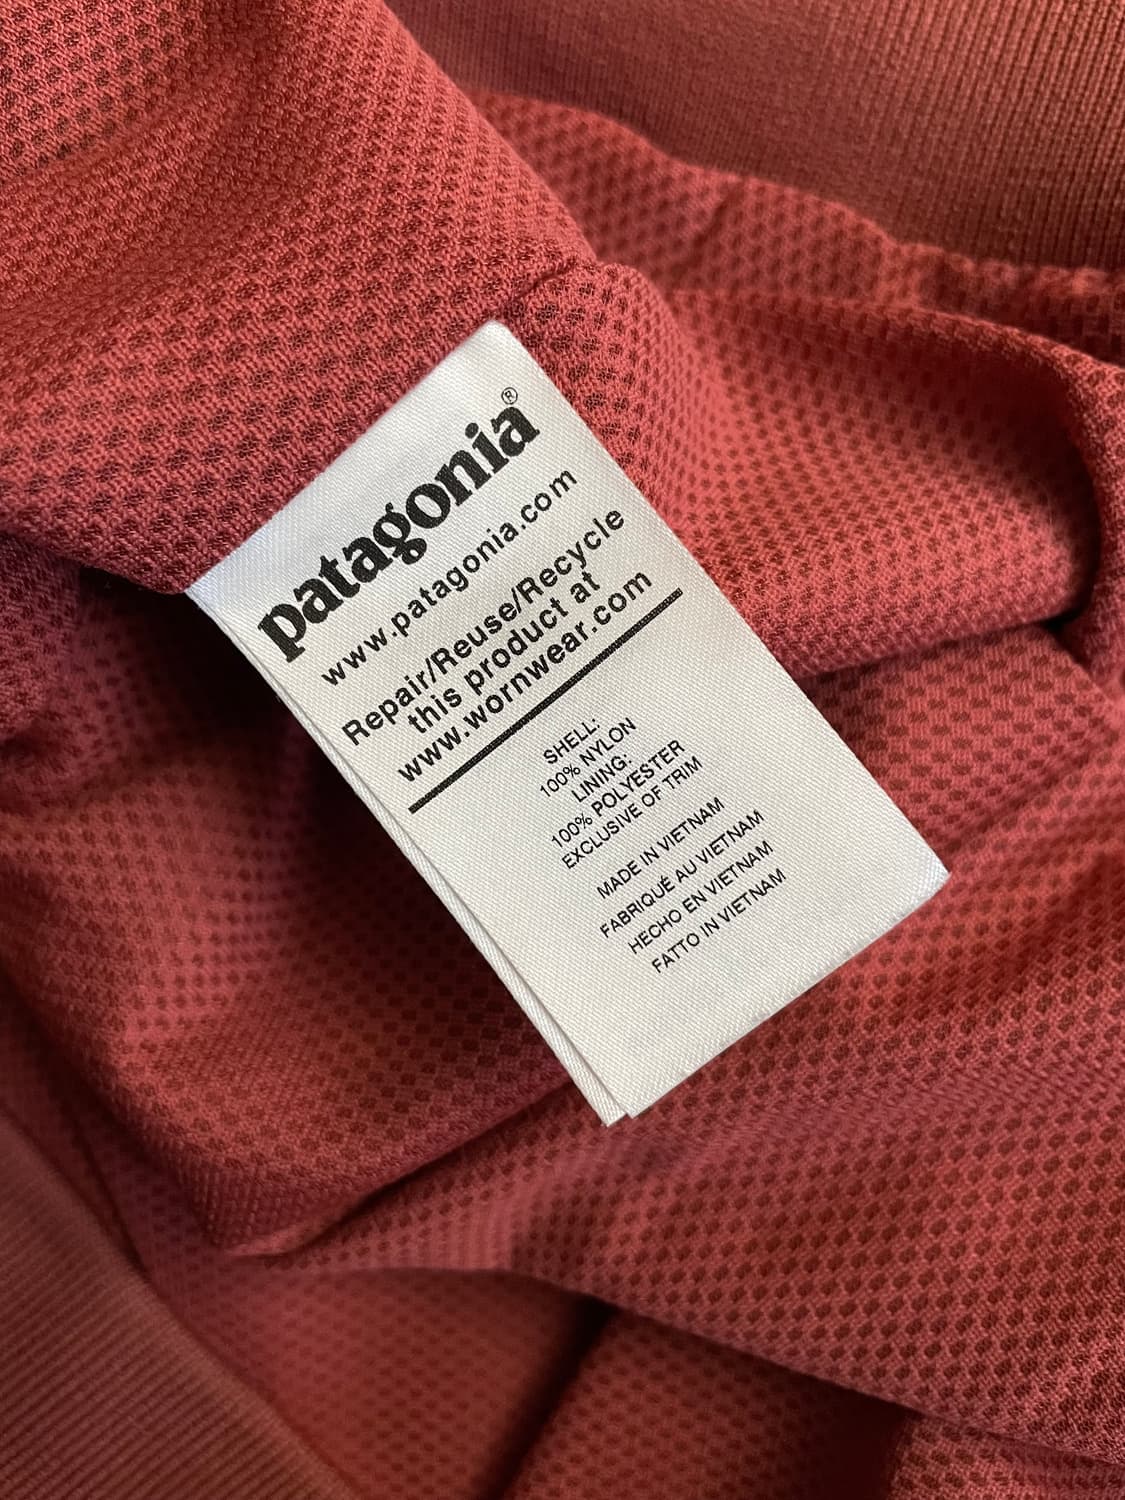 patagonia®
www.patagonia.com
Repair/Reuse/Recycle
this product at
www.wornwear.com
SHELL:
100% NYLON
LINING:
100% POLYESTER
EXCLUSIVE OF TRIM
MADE IN VIETNAM
FABRIQUÉ AU VIETNAM
HECHO EN VIETNAM
FATTO IN VIETNAM